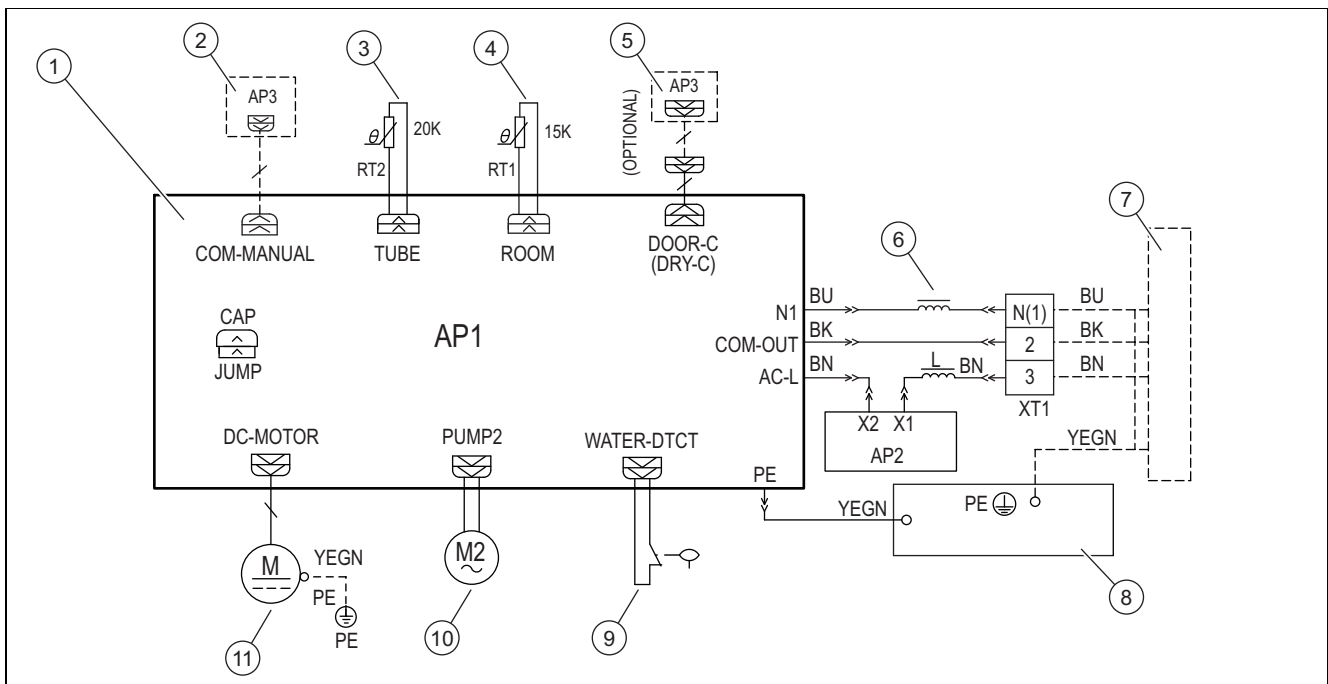 1
2
AP3
COM-MANUAL
3
20K
RT2
TUBE
4
15K
RT1
ROOM
5
AP3
(OPTIONAL)
DOOR-C
(DRY-C)
6
7
CAP
JUMP
AP1
N1
BU
N(1)
BU
COM-OUT
BK
2
BK
AC-L
BN
L
BN
3
BN
XT1
X2 X1
AP2
YEGN
DC-MOTOR
PUMP2
WATER-DTCT
PE
YEGN
PE
8
M
YEGN
PE
PE
11
M2
10
9